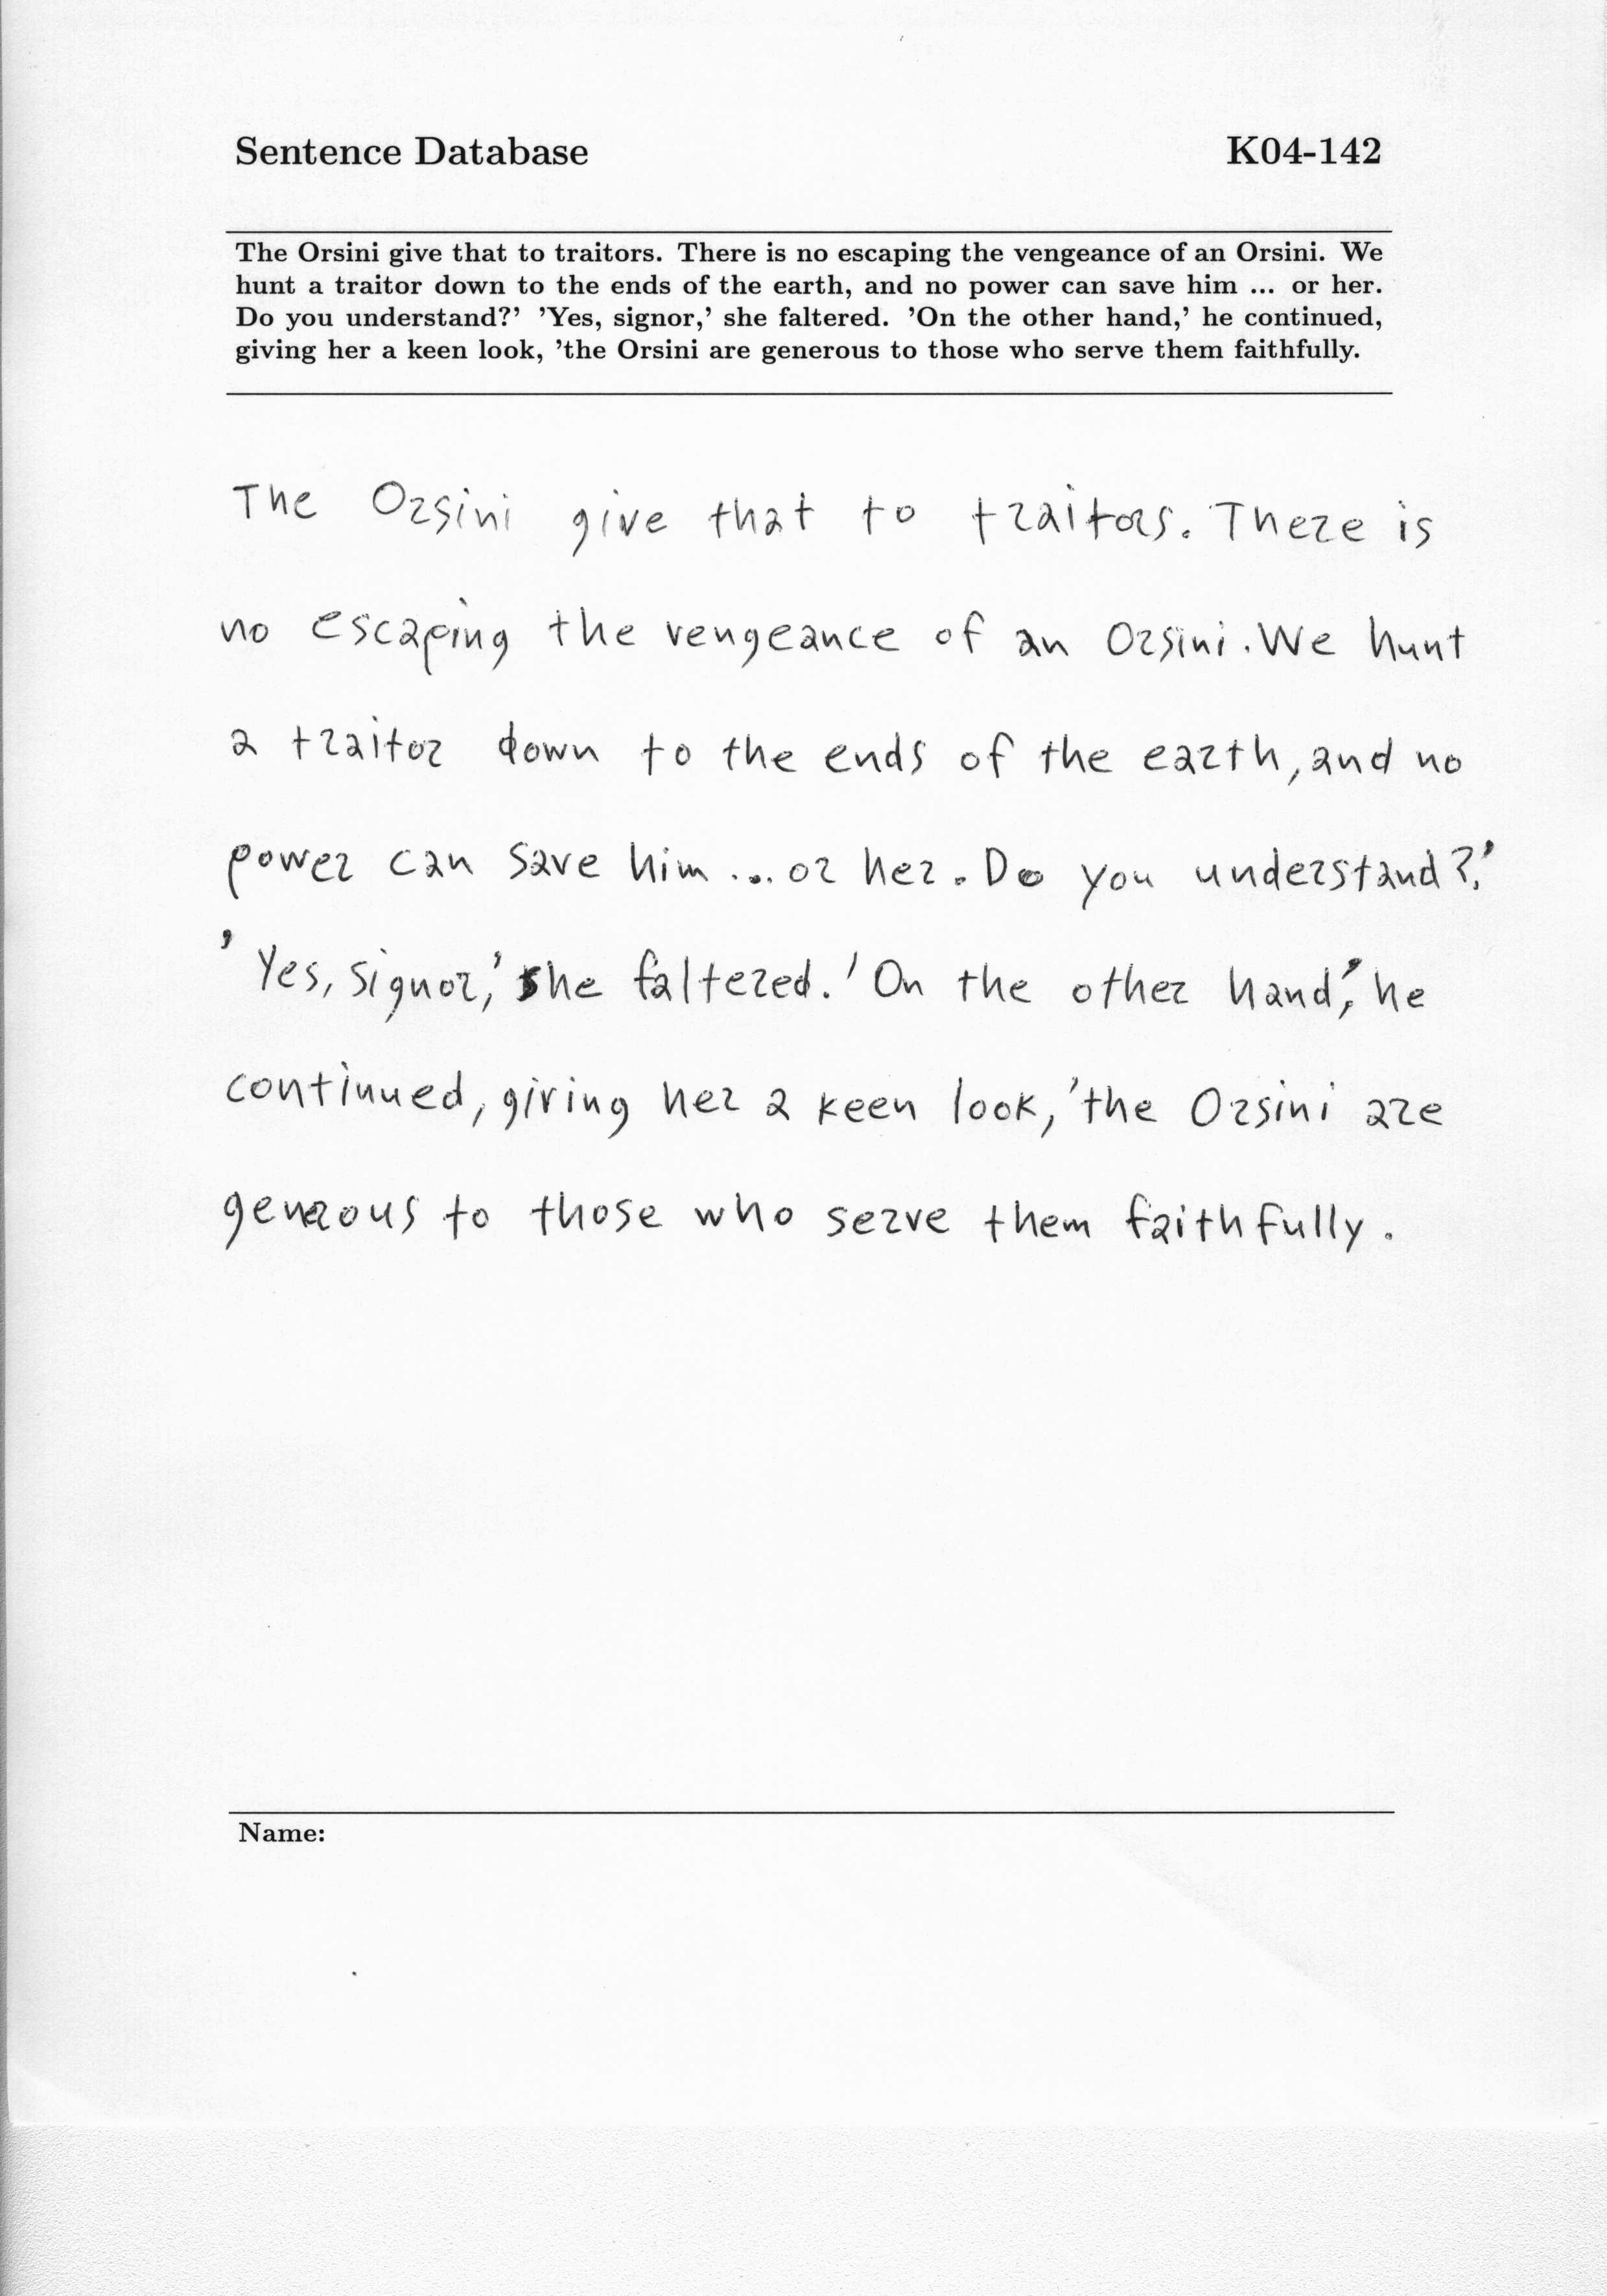 Sentence Database K04-142
The Orsini give that to traitors. There is no escaping the vengeance of an Orsini. We
hunt a traitor down to the ends of the earth, and no power can save him ... or her.
Do you understand?' 'Yes, signor,' she faltered. 'On the other hand,' he continued,
giving her a keen look, 'the Orsini are generous to those who serve them faithfully.
The Orsini give that to traitors. There is
no escaping the vengeance of an Orsini. We hunt
a traitor down to the ends of the earth, and no
power can save him ... or her. Do you understand?'
'Yes, signor,' she faltered. 'On the other hand,' he
continued, giving her a keen look, 'the Orsini are
generous to those who serve them faithfully.
Name: